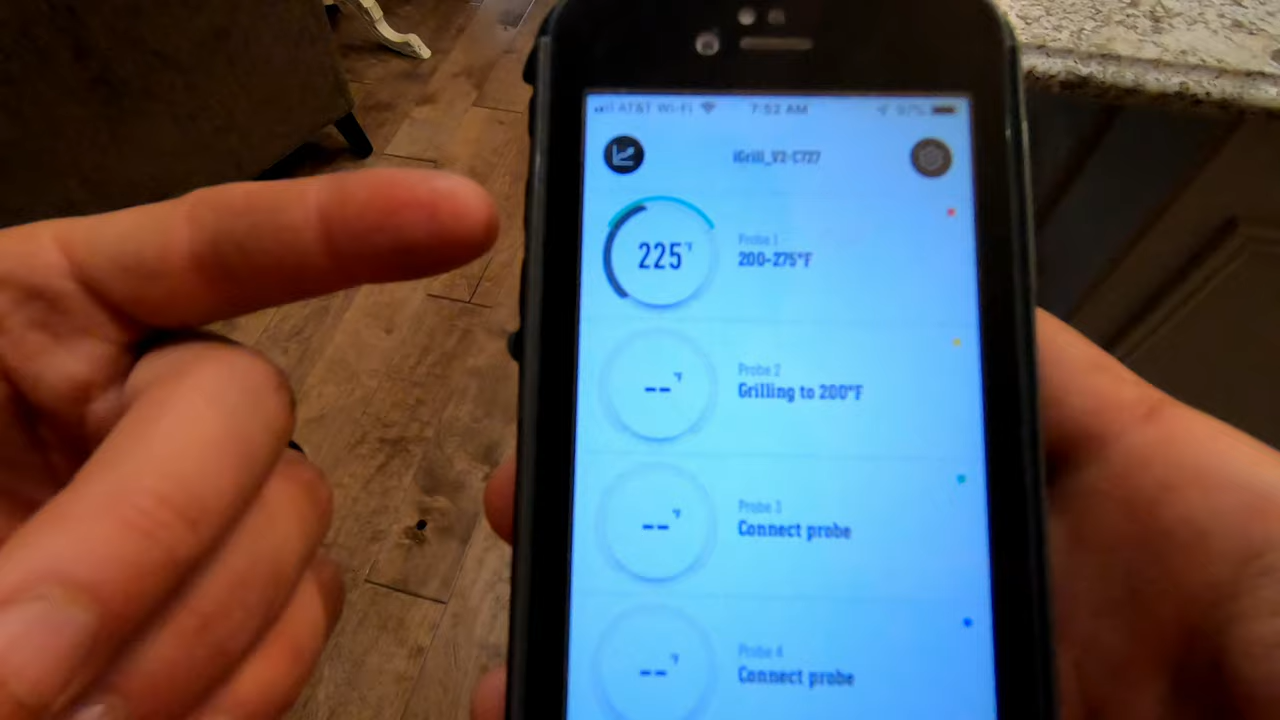 AT&T Wi-Fi 7:52 AM 97%
iGrill_V2-C727
225°F
Probe 1
200-275°F
--°F
Probe 2
Grilling to 200°F
--°F
Probe 3
Connect probe
--°F
Probe 4
Connect probe